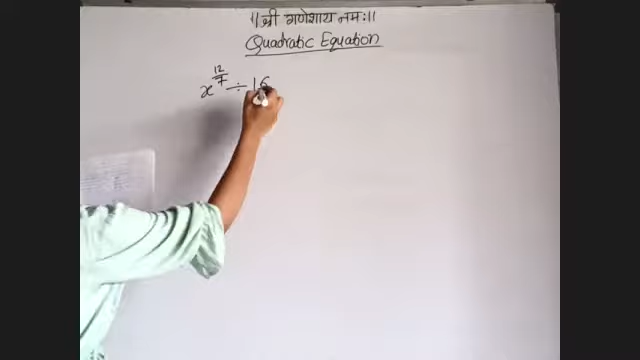 ।। श्री गणेशाय नमः।।
Quadratic Equation
x^{12/7} ÷ 16